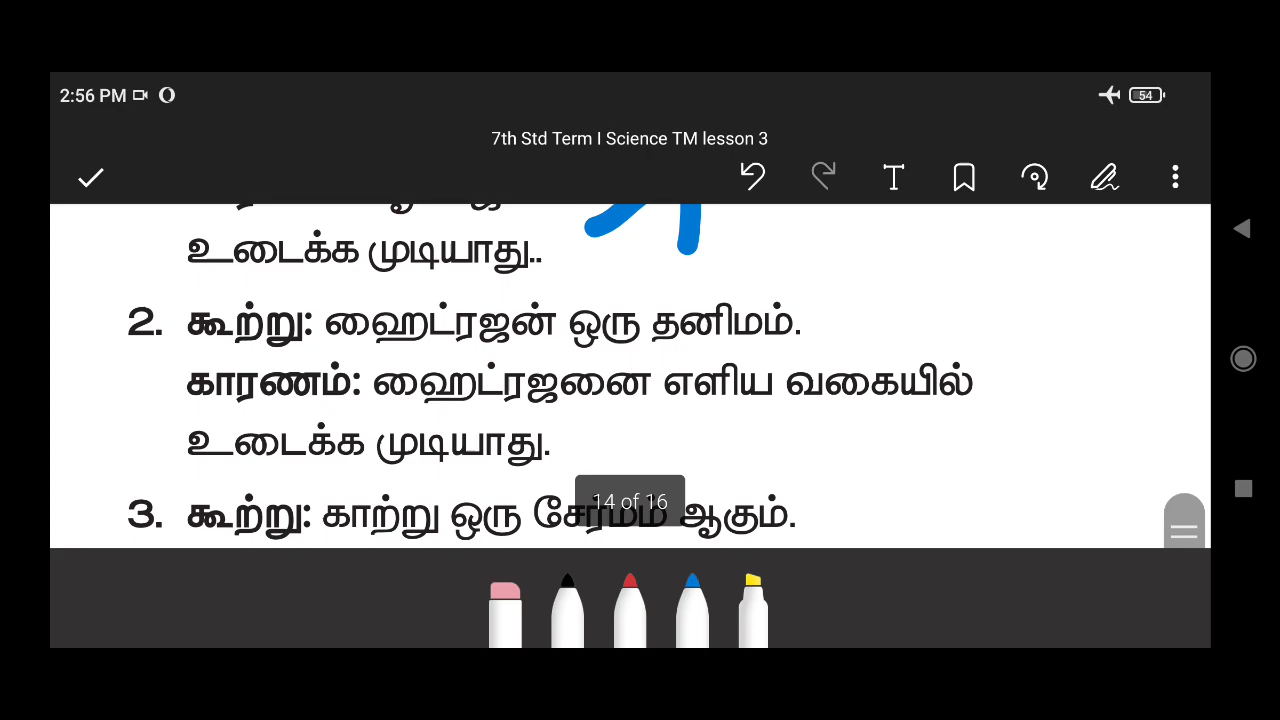 2:56 PM
54
7th Std Term I Science TM lesson 3
உடைக்க முடியாது..
2. கூற்று: ஹைட்ரஜன் ஒரு தனிமம்.
காரணம்: ஹைட்ரஜனை எளிய வகையில்
உடைக்க முடியாது.
14 of 16
3. கூற்று: காற்று ஒரு சேர்மம் ஆகும்.